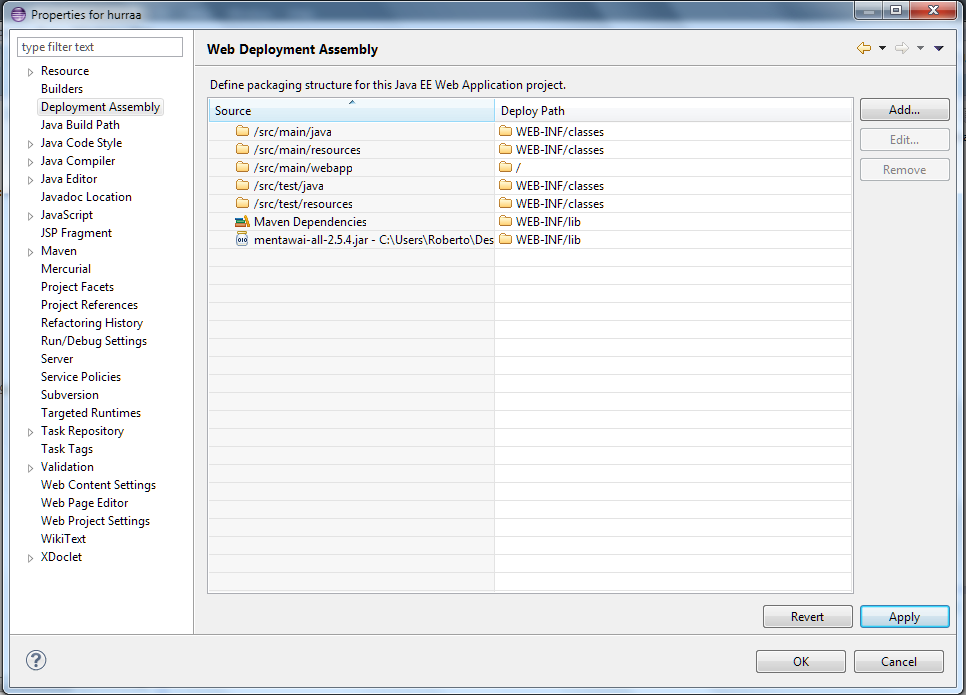 Properties for hurraa
type filter text
Resource
Builders
Deployment Assembly
Java Build Path
Java Code Style
Java Compiler
Java Editor
Javadoc Location
JavaScript
JSP Fragment
Maven
Mercurial
Project Facets
Project References
Refactoring History
Run/Debug Settings
Server
Service Policies
Subversion
Targeted Runtimes
Task Repository
Task Tags
Validation
Web Content Settings
Web Page Editor
Web Project Settings
WikiText
XDoclet
Web Deployment Assembly
Define packaging structure for this Java EE Web Application project.
Source Deploy Path
/src/main/java WEB-INF/classes
/src/main/resources WEB-INF/classes
/src/main/webapp /
/src/test/java WEB-INF/classes
/src/test/resources WEB-INF/classes
Maven Dependencies WEB-INF/lib
mentawai-all-2.5.4.jar - C:\Users\Roberto\Des WEB-INF/lib
Add...
Edit...
Remove
Revert Apply
? OK Cancel